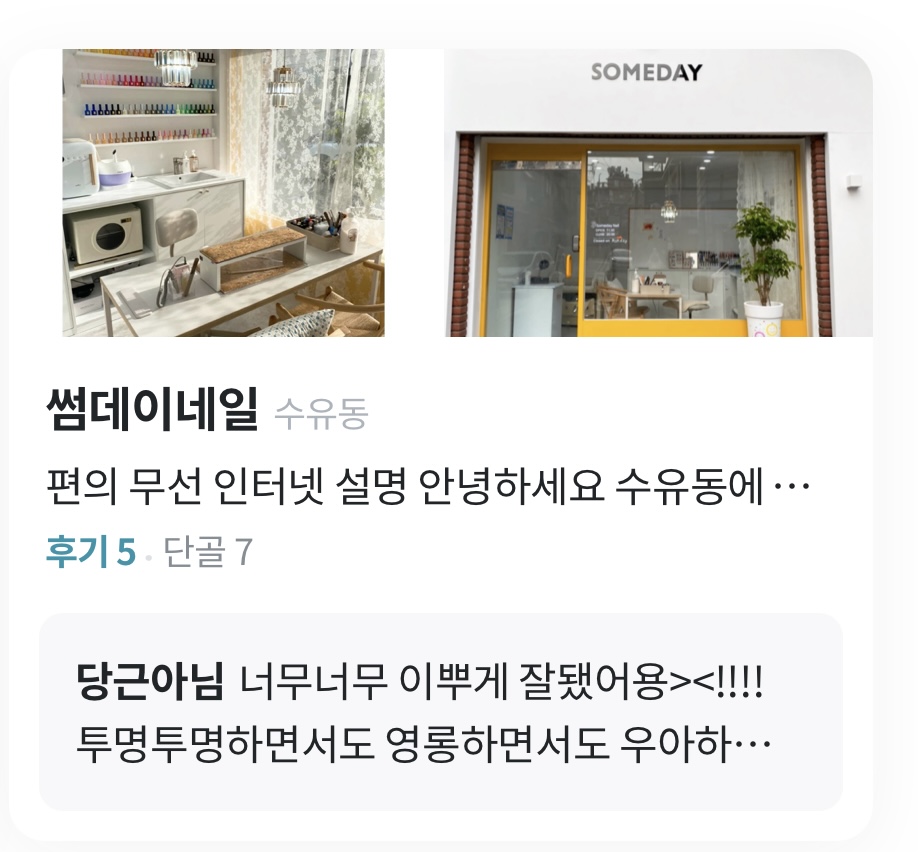 SOMEDAY
썸데이네일 수유동
편의 무선 인터넷 설명 안녕하세요 수유동에 ···
후기 5 · 단골 7
당근아님 너무너무 이뿌게 잘됐어용><!!!!
투명투명하면서도 영롱하면서도 우아하···